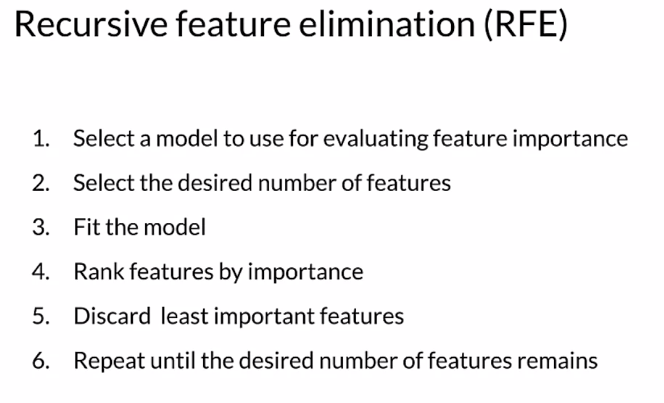 Recursive feature elimination (RFE)
1. Select a model to use for evaluating feature importance
2. Select the desired number of features
3. Fit the model
4. Rank features by importance
5. Discard least important features
6. Repeat until the desired number of features remains